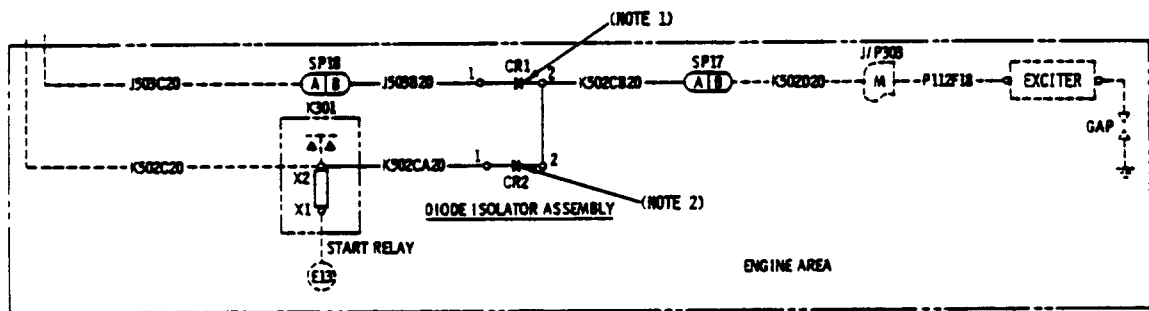 (NOTE 1)
J/P303
SP18
CR1
SP17
J503C20
A B
J503B20
1
2
K502CB20
A B
K502D20
M
P112F18
EXCITER
K301
GAP
K502C20
X2
K502CA20
1
2
CR2
(NOTE 2)
X1
DIODE ISOLATOR ASSEMBLY
START RELAY
E13
ENGINE AREA